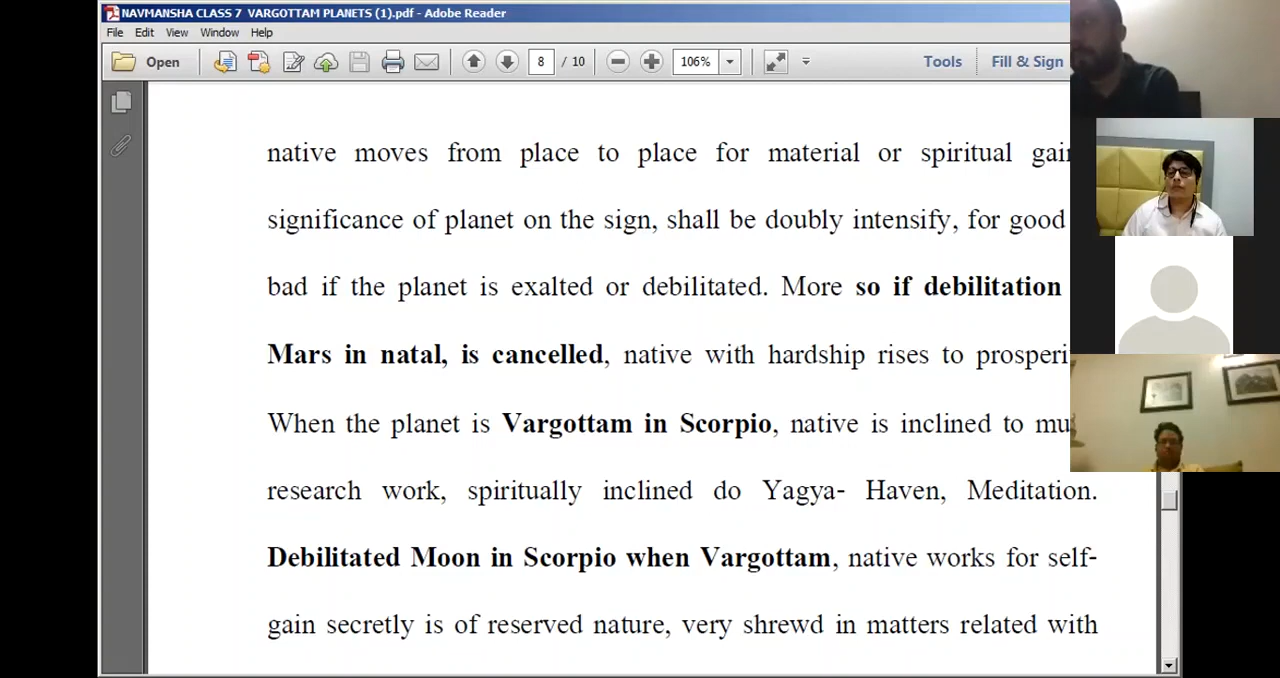 NAVMANSHA CLASS 7 VARGOTTAM PLANETS (1).pdf - Adobe Reader
File Edit View Window Help
Open 8 / 10 106% Tools Fill & Sign
native moves from place to place for material or spiritual
significance of planet on the sign, shall be doubly intensify, for good
bad if the planet is exalted or debilitated. More so if debilitation
Mars in natal, is cancelled, native with hardship rises to
When the planet is Vargottam in Scorpio, native is inclined to
research work, spiritually inclined do Yagya- Haven, Meditation.
Debilitated Moon in Scorpio when Vargottam, native works for self-
gain secretly is of reserved nature, very shrewd in matters related with